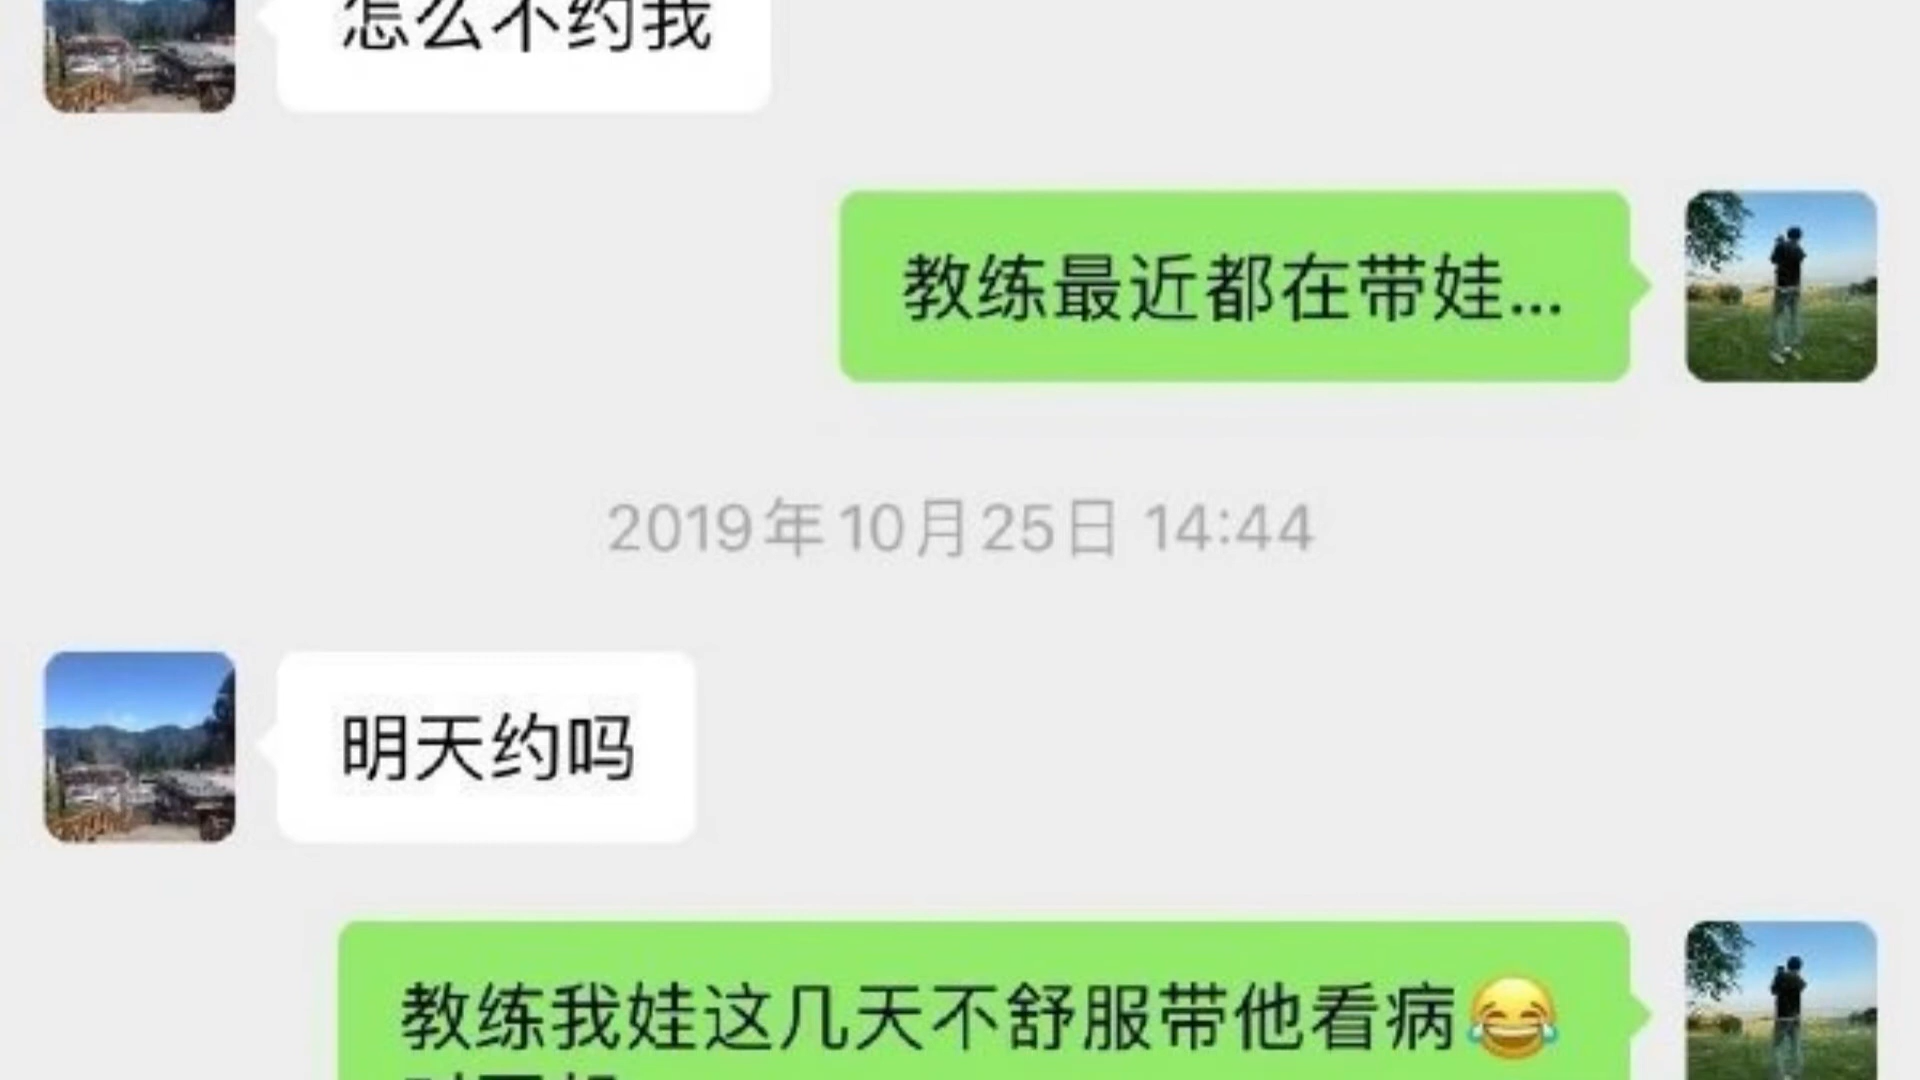 怎么不约我
教练最近都在带娃...
2019年10月25日 14:44
明天约吗
教练我娃这几天不舒服带他看病😂